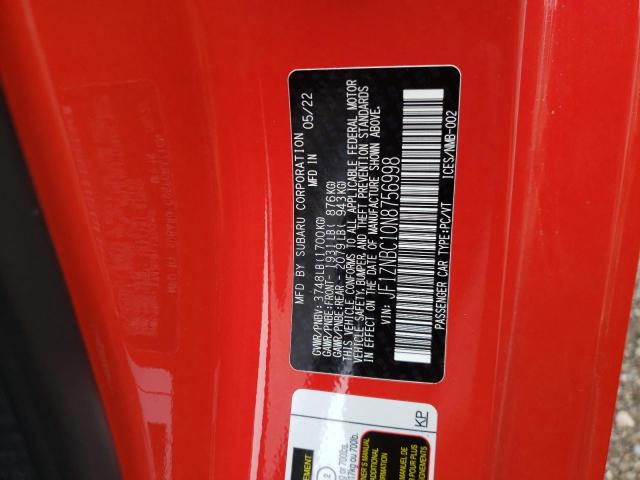 MFD BY SUBARU CORPORATION
MFD IN 05/22
GVWR/PNBV: 3748LB(1700KG)
GAWR/PNBE:FRONT- 1931LB( 876KG)
GAWR/PNBE:REAR - 2079LB( 943KG)
THIS VEHICLE CONFORMS TO ALL APPLICABLE FEDERAL MOTOR
VEHICLE SAFETY, BUMPER, AND THEFT PREVENTION STANDARDS
IN EFFECT ON THE DATE OF MANUFACTURE SHOWN ABOVE.
VIN: JF1ZNBC10N8756998
PASSENGER CAR TYPE:PC/VT ICES/NMB-002
KP